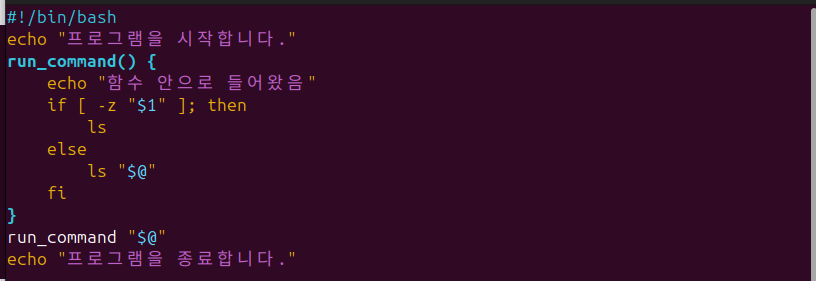 #!/bin/bash
echo "프로그램을 시작합니다."
run_command() {
    echo "함수 안으로 들어왔음"
    if [ -z "$1" ]; then
        ls
    else
        ls "$@"
    fi
}
run_command "$@"
echo "프로그램을 종료합니다."